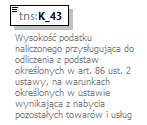 tns:K_43
Wysokość podatku
naliczonego przysługująca do
odliczenia z podstaw
określonych w art. 86 ust. 2
ustawy, na warunkach
określonych w ustawie
wynikająca z nabycia
pozostałych towarów i usług